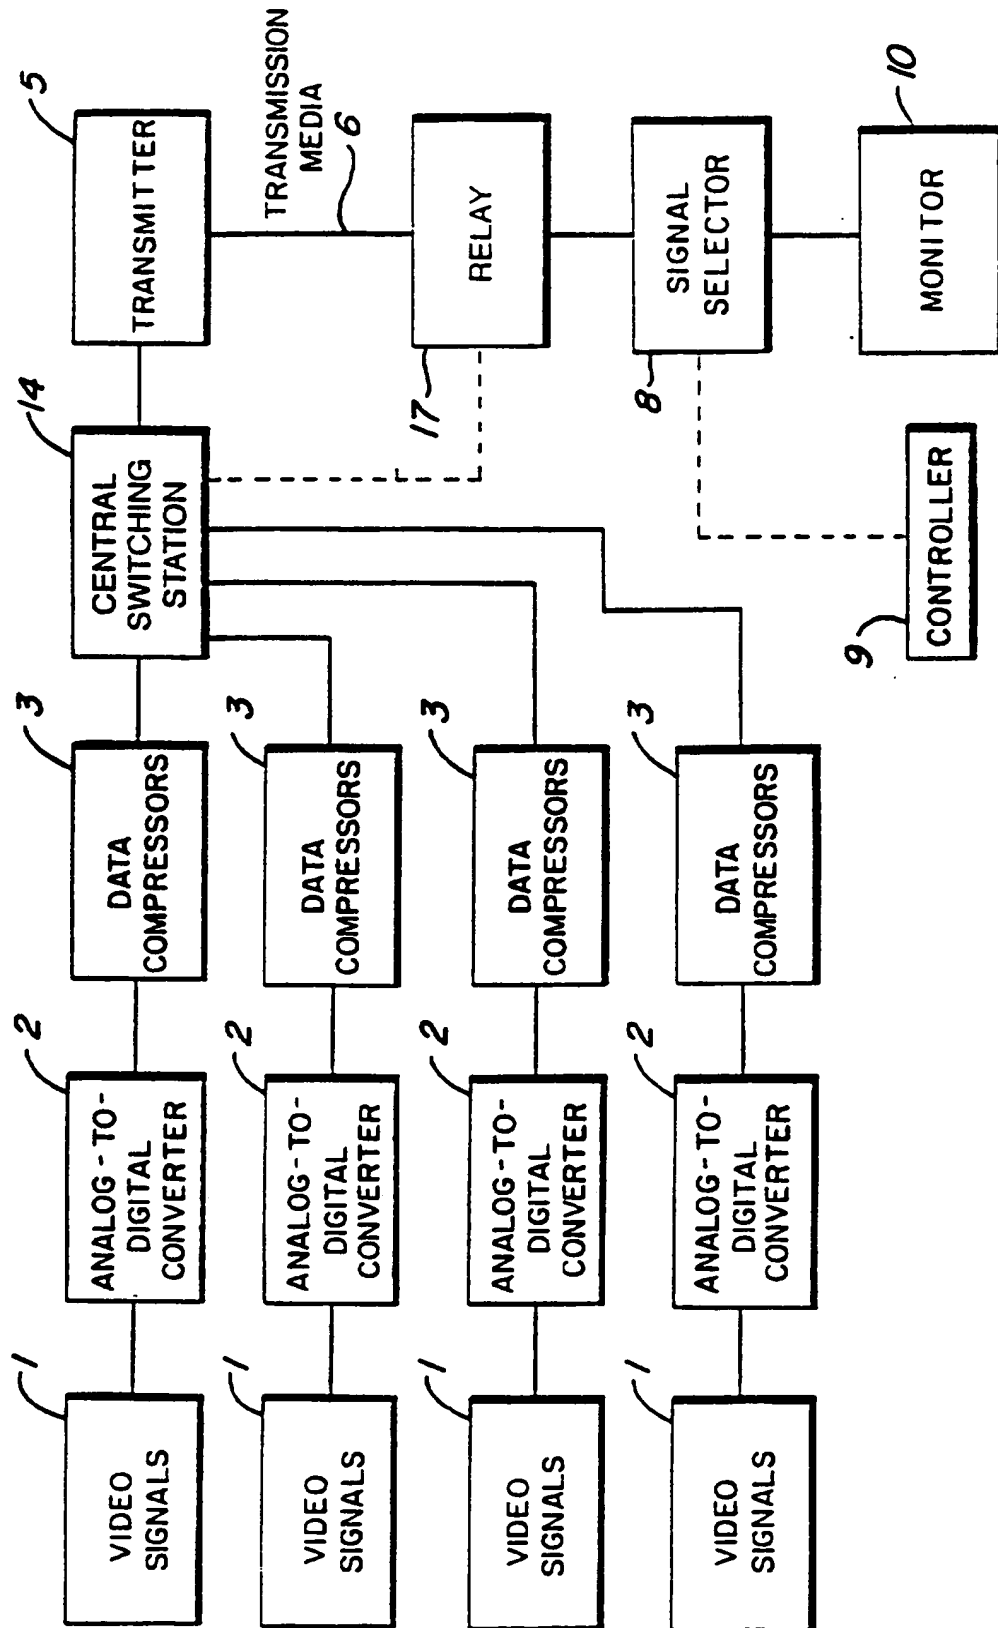 1
VIDEO
SIGNALS
2
ANALOG-TO-
DIGITAL
CONVERTER
3
DATA
COMPRESSORS
14
CENTRAL
SWITCHING
STATION
5
TRANSMITTER
1
VIDEO
SIGNALS
2
ANALOG-TO-
DIGITAL
CONVERTER
3
DATA
COMPRESSORS
TRANSMISSION
MEDIA
6
1
VIDEO
SIGNALS
2
ANALOG-TO-
DIGITAL
CONVERTER
3
DATA
COMPRESSORS
17
RELAY
1
VIDEO
SIGNALS
2
ANALOG-TO-
DIGITAL
CONVERTER
3
DATA
COMPRESSORS
8
SIGNAL
SELECTOR
9
CONTROLLER
10
MONITOR